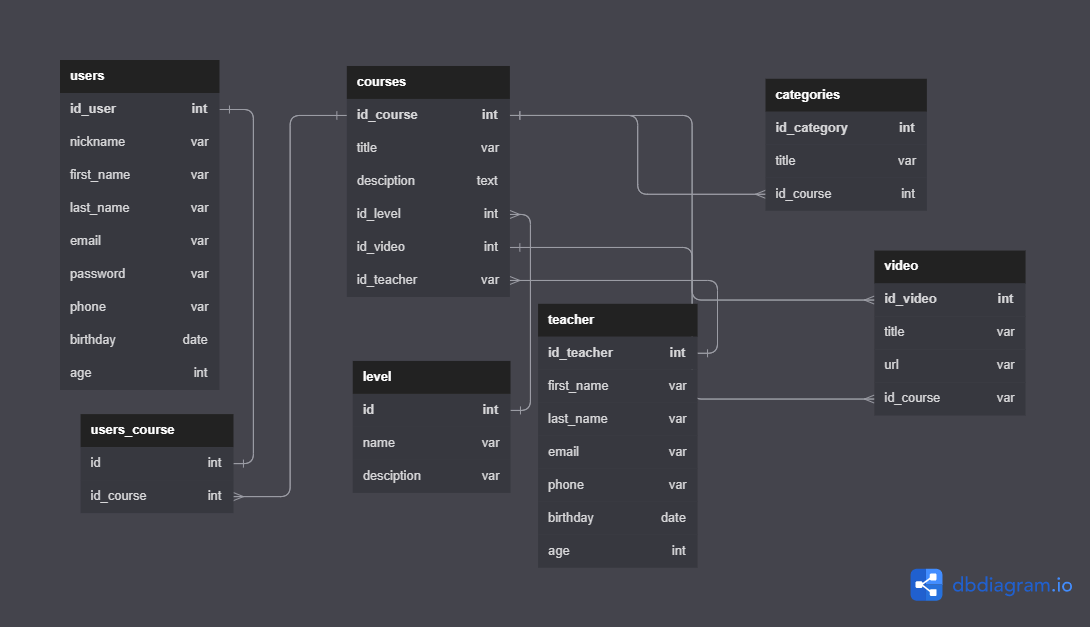 users
id_user int
nickname var
first_name var
last_name var
email var
password var
phone var
birthday date
age int
users_course
id int
id_course int
courses
id_course int
title var
desciption text
id_level int
id_video int
id_teacher var
level
id int
name var
desciption var
teacher
id_teacher int
first_name var
last_name var
email var
phone var
birthday date
age int
categories
id_category int
title var
id_course int
video
id_video int
title var
url var
id_course var
dbdiagram.io